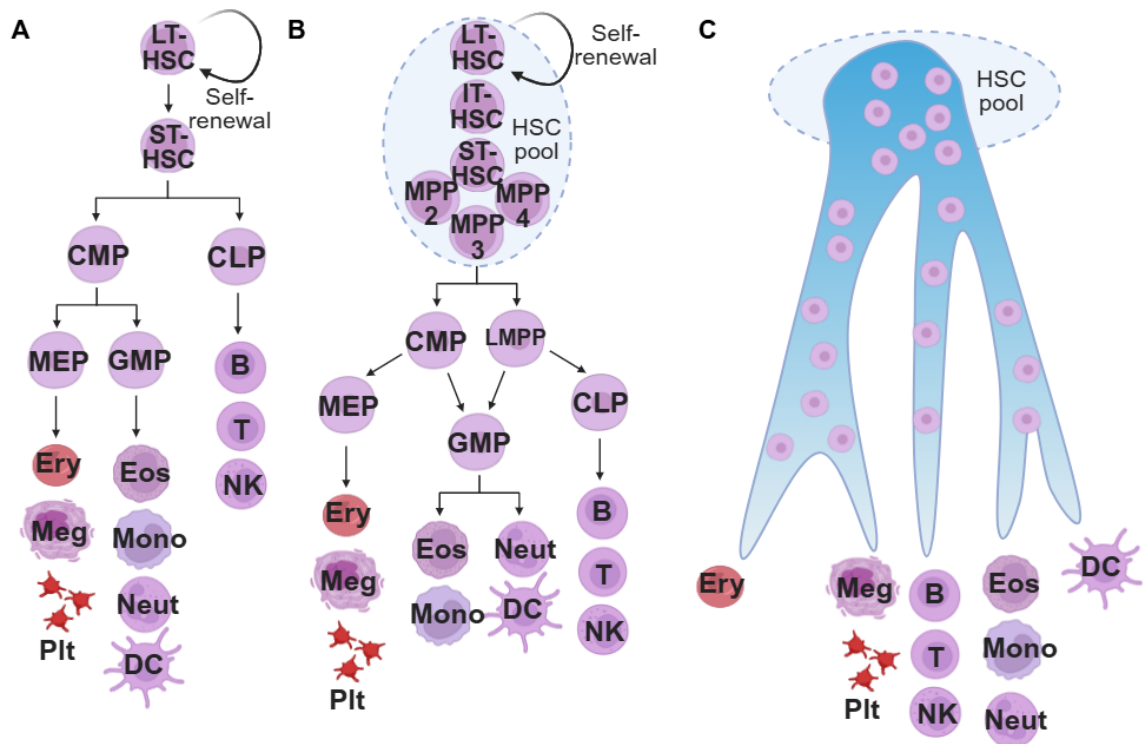 A
LT-
HSC
Self-
renewal
ST-
HSC
CMP
CLP
MEP
GMP
B
T
NK
Ery
Eos
Meg
Mono
Neut
Plt
DC
B
LT-
HSC
Self-
renewal
IT-
HSC
HSC
pool
ST-
HSC
MPP
2
MPP
4
MPP
3
CMP
LMPP
MEP
CLP
GMP
Ery
B
Eos
Neut
Meg
T
Mono
DC
NK
Plt
C
HSC
pool
Ery
Meg
B
Eos
DC
T
Mono
Plt
NK
Neut